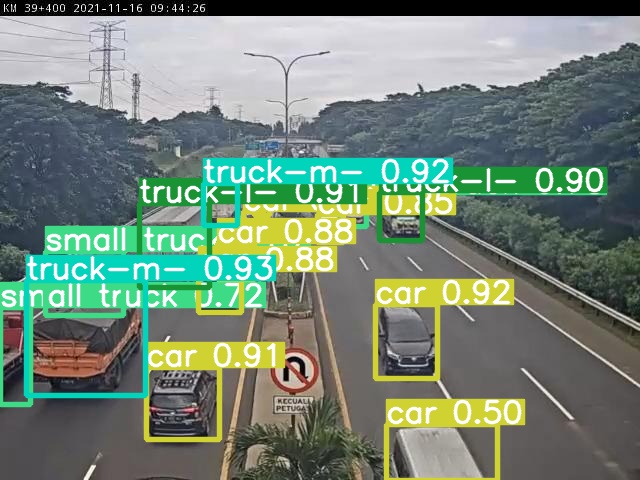 KM 39+400 2021-11-16 09:44:26
truck-m- 0.92
truck-l- 0.91
truck-l- 0.90
car 0.85
car 0.88
small truc
0.88
truck-m- 0.93
small truck 0.72
car 0.92
car 0.91
KECUALI
PETUGAS
car 0.50